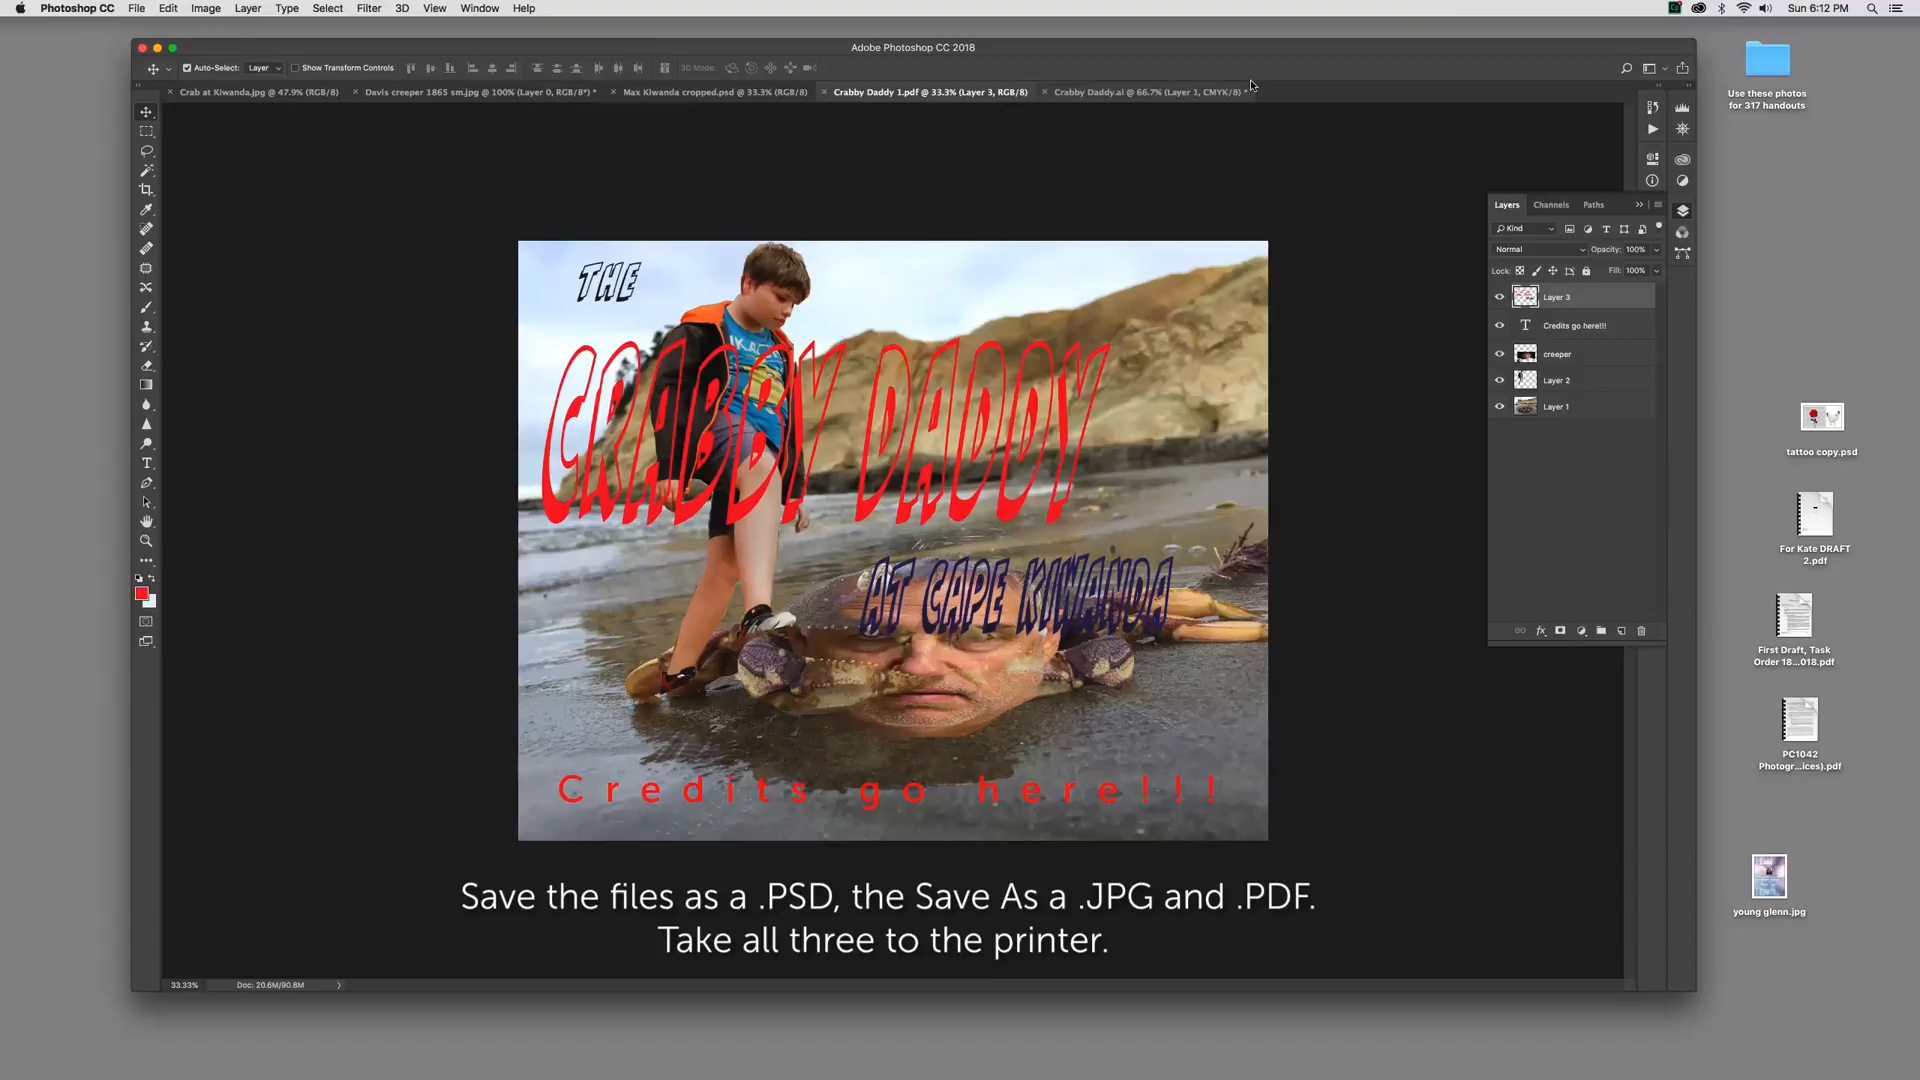 Photoshop CC File Edit Image Layer Type Select Filter 3D View Window Help Sun 6:12 PM
Adobe Photoshop CC 2018
Auto-Select: Layer Show Transform Controls 3D Mode:
Crab at Kiwanda.jpg @ 47.9% (RGB/8) Davis creeper 1865 sm.jpg @ 100% (Layer 0, RGB/8*) * Max Kiwanda cropped.psd @ 33.3% (RGB/8) Crabby Daddy 1.pdf @ 33.3% (Layer 3, RGB/8) Crabby Daddy.ai @ 66.7% (Layer 1, CMYK/8) *
Use these photos
for 317 handouts
Layers Channels Paths
Kind
Normal Opacity: 100%
Lock: Fill: 100%
Layer 3
Credits go here!!!
creeper
Layer 2
Layer 1
THE
CRABBY DADDY
AT CAPE KIWANDA
Credits go here!!!
Save the files as a .PSD, the Save As a .JPG and .PDF.
Take all three to the printer.
33.33% Doc: 20.6M/90.8M
tattoo copy.psd
For Kate DRAFT
2.pdf
First Draft, Task
Order 18...018.pdf
PC1042
Photogr...ices).pdf
young glenn.jpg